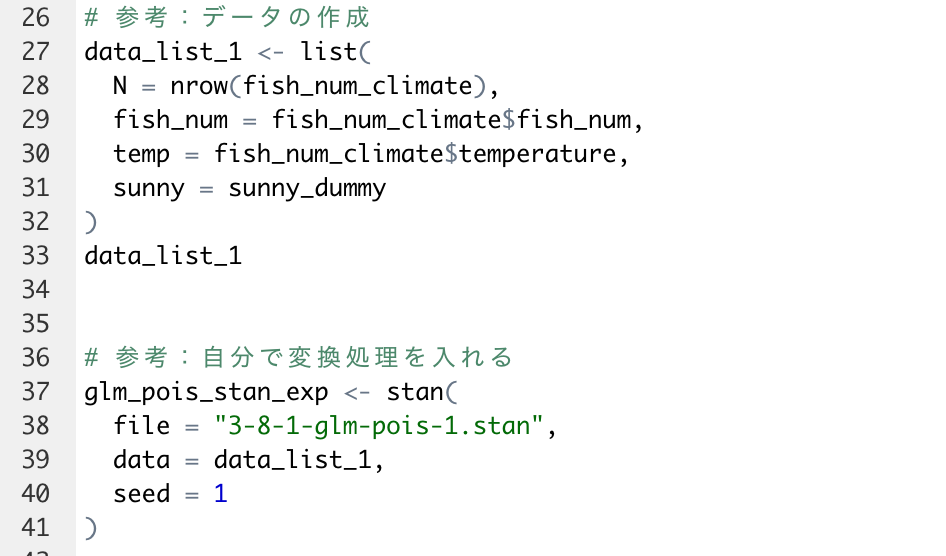 26 # 参考：データの作成
27 data_list_1 <- list(
28   N = nrow(fish_num_climate),
29   fish_num = fish_num_climate$fish_num,
30   temp = fish_num_climate$temperature,
31   sunny = sunny_dummy
32 )
33 data_list_1
34
35
36 # 参考：自分で変換処理を入れる
37 glm_pois_stan_exp <- stan(
38   file = "3-8-1-glm-pois-1.stan",
39   data = data_list_1,
40   seed = 1
41 )